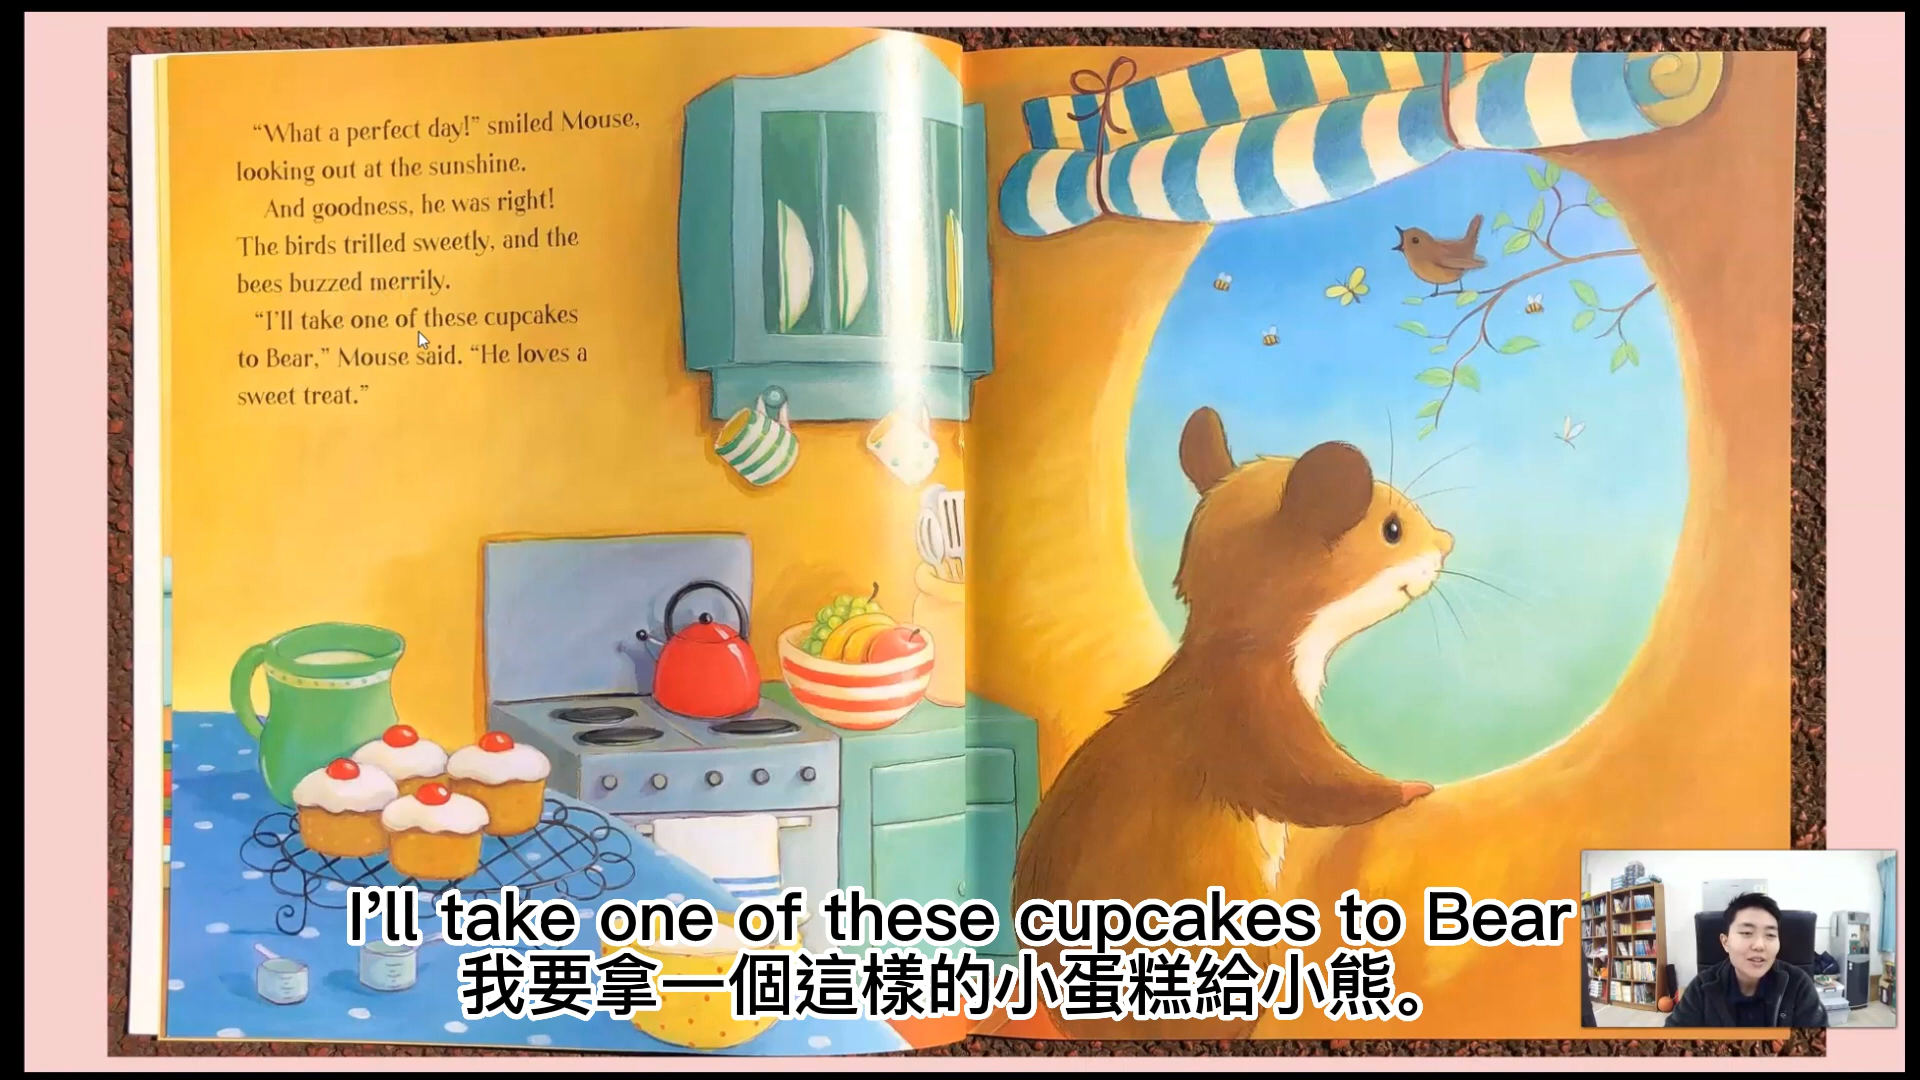 “What a perfect day!” smiled Mouse,
looking out at the sunshine.
And goodness, he was right!
The birds trilled sweetly, and the
bees buzzed merrily.
“I’ll take one of these cupcakes
to Bear,” Mouse said. “He loves a
sweet treat.”
I’ll take one of these cupcakes to Bear
我要拿一個這樣的小蛋糕給小熊。